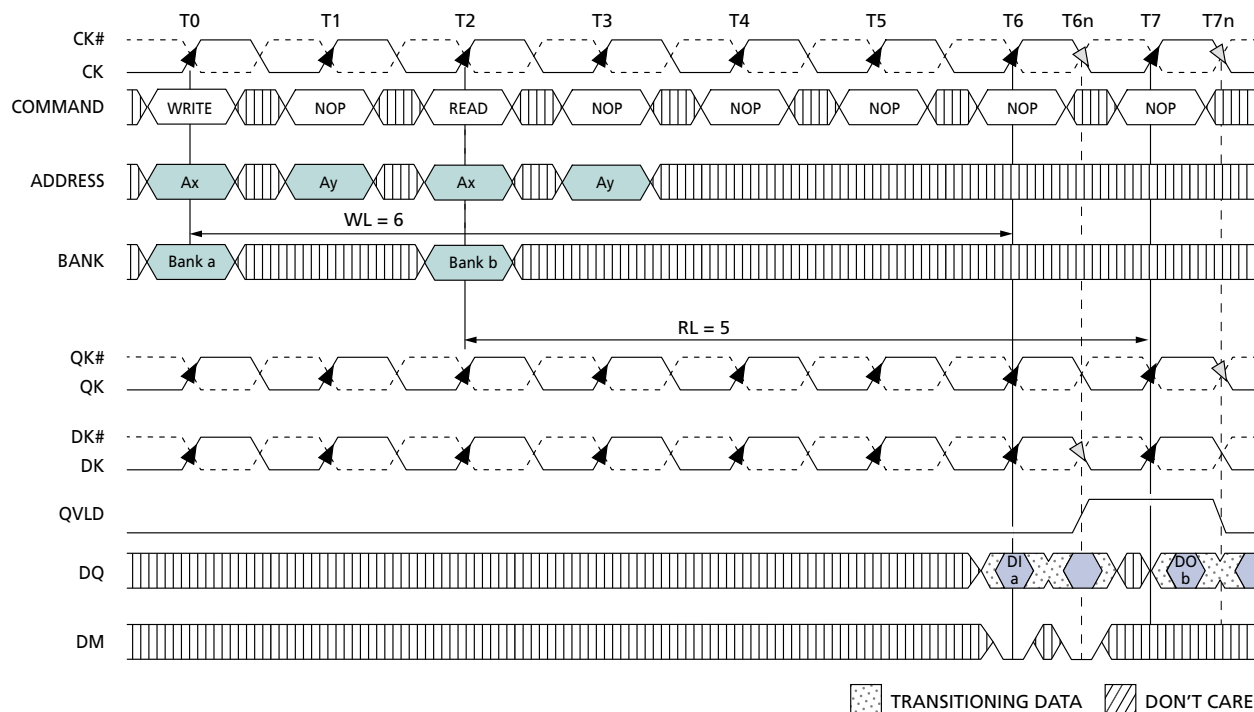 T0 T1 T2 T3 T4 T5 T6 T6n T7 T7n
CK#
CK
COMMAND WRITE NOP READ NOP NOP NOP NOP NOP
ADDRESS Ax Ay Ax Ay
WL = 6
BANK Bank a Bank b
RL = 5
QK#
QK
DK#
DK
QVLD
DQ DI a DO b
DM
TRANSITIONING DATA DON'T CARE